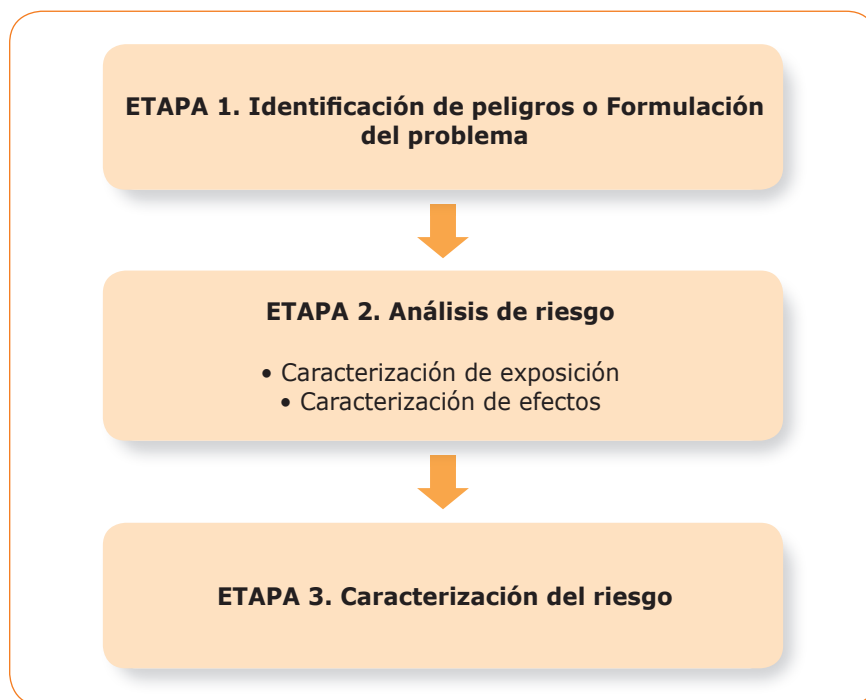 ETAPA 1. Identificación de peligros o Formulación
del problema
ETAPA 2. Análisis de riesgo
• Caracterización de exposición
• Caracterización de efectos
ETAPA 3. Caracterización del riesgo